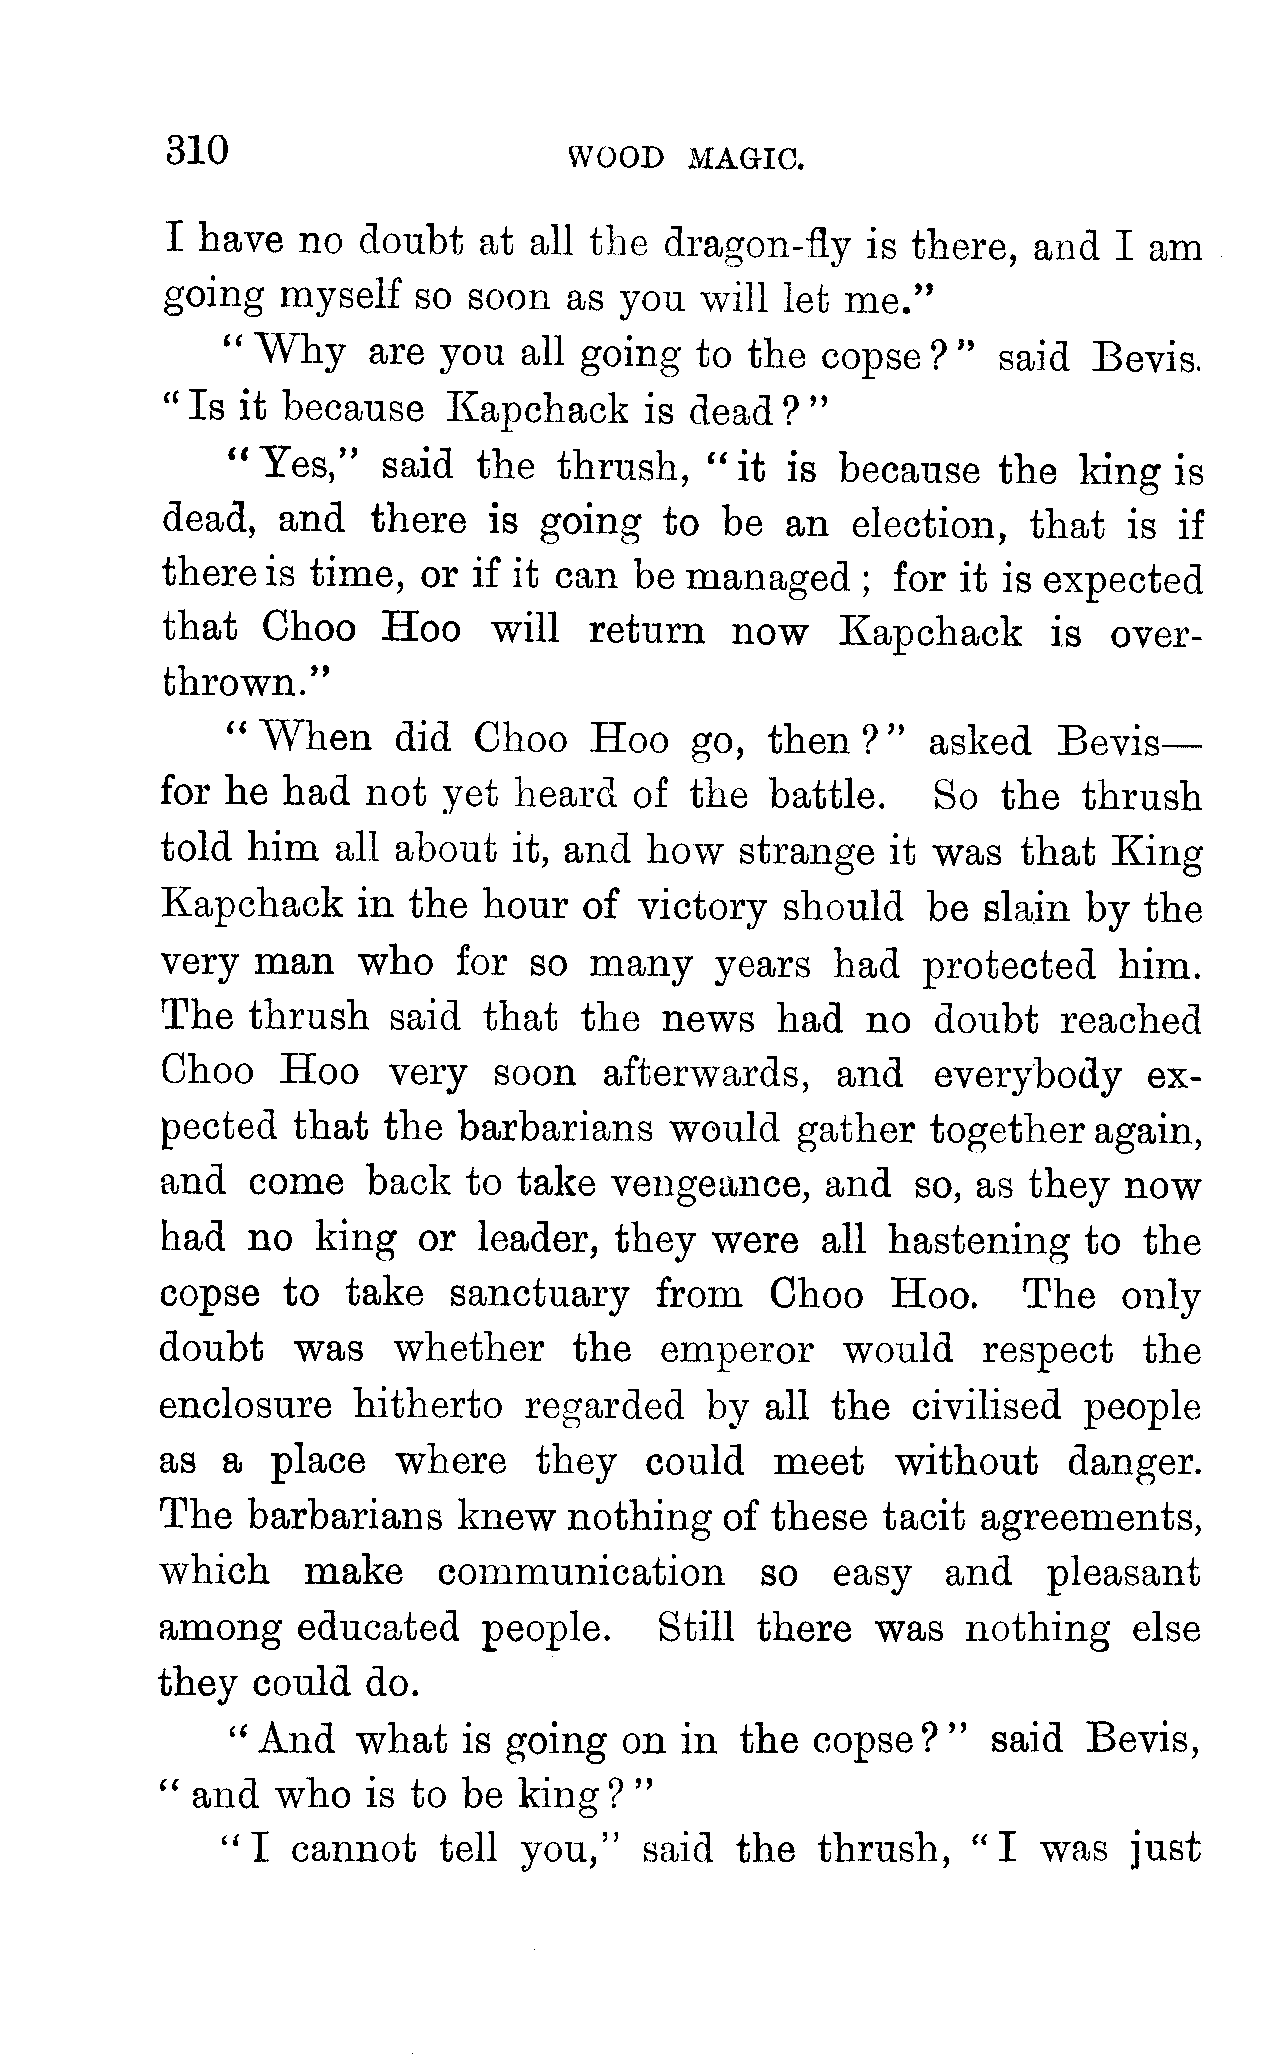 310 WOOD MAGIC.
I have no doubt at all the dragon-fly is there, and I am
going myself so soon as you will let me."
"Why are you all going to the copse?" said Bevis.
"Is it because Kapchack is dead?"
"Yes," said the thrush, "it is because the king is
dead, and there is going to be an election, that is if
there is time, or if it can be managed; for it is expected
that Choo Hoo will return now Kapchack is over-
thrown."
"When did Choo Hoo go, then?" asked Bevis—
for he had not yet heard of the battle. So the thrush
told him all about it, and how strange it was that King
Kapchack in the hour of victory should be slain by the
very man who for so many years had protected him.
The thrush said that the news had no doubt reached
Choo Hoo very soon afterwards, and everybody ex-
pected that the barbarians would gather together again,
and come back to take vengeance, and so, as they now
had no king or leader, they were all hastening to the
copse to take sanctuary from Choo Hoo. The only
doubt was whether the emperor would respect the
enclosure hitherto regarded by all the civilised people
as a place where they could meet without danger.
The barbarians knew nothing of these tacit agreements,
which make communication so easy and pleasant
among educated people. Still there was nothing else
they could do.
"And what is going on in the copse?" said Bevis,
"and who is to be king?"
"I cannot tell you," said the thrush, "I was just